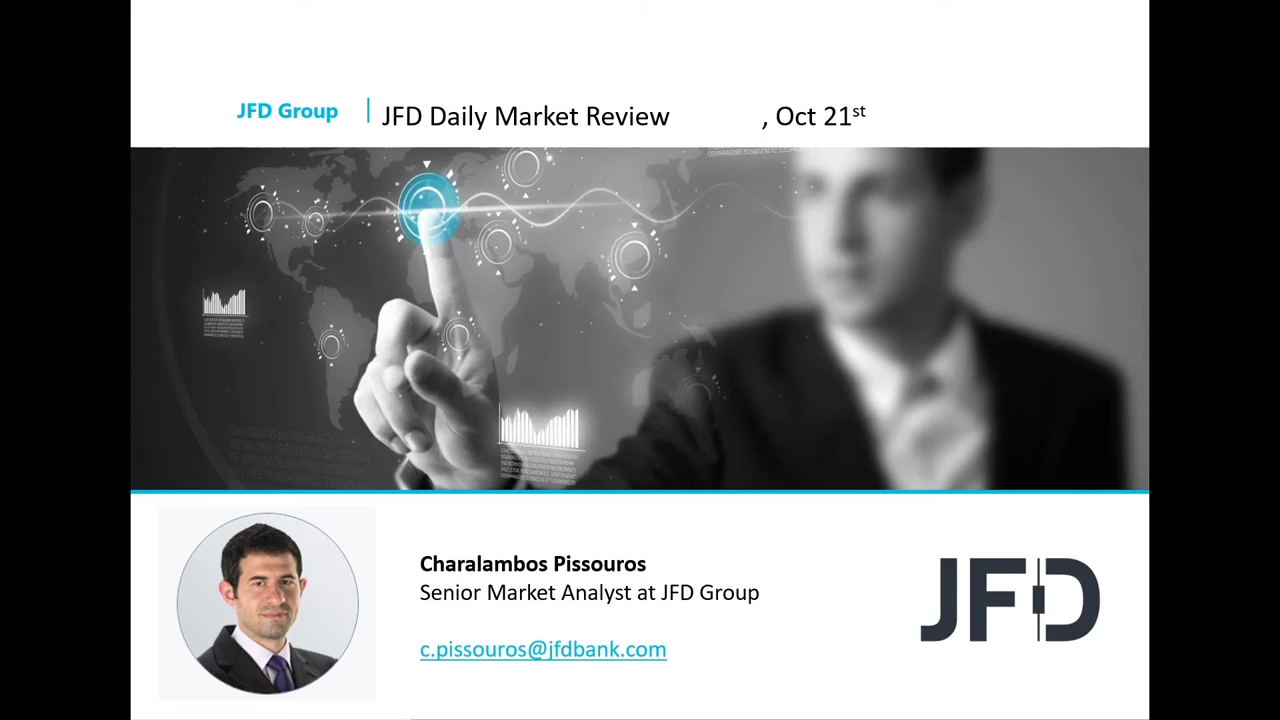 JFD Group
JFD Daily Market Review , Oct 21st
Charalambos Pissouros
Senior Market Analyst at JFD Group
JFD
c.pissouros@jfdbank.com